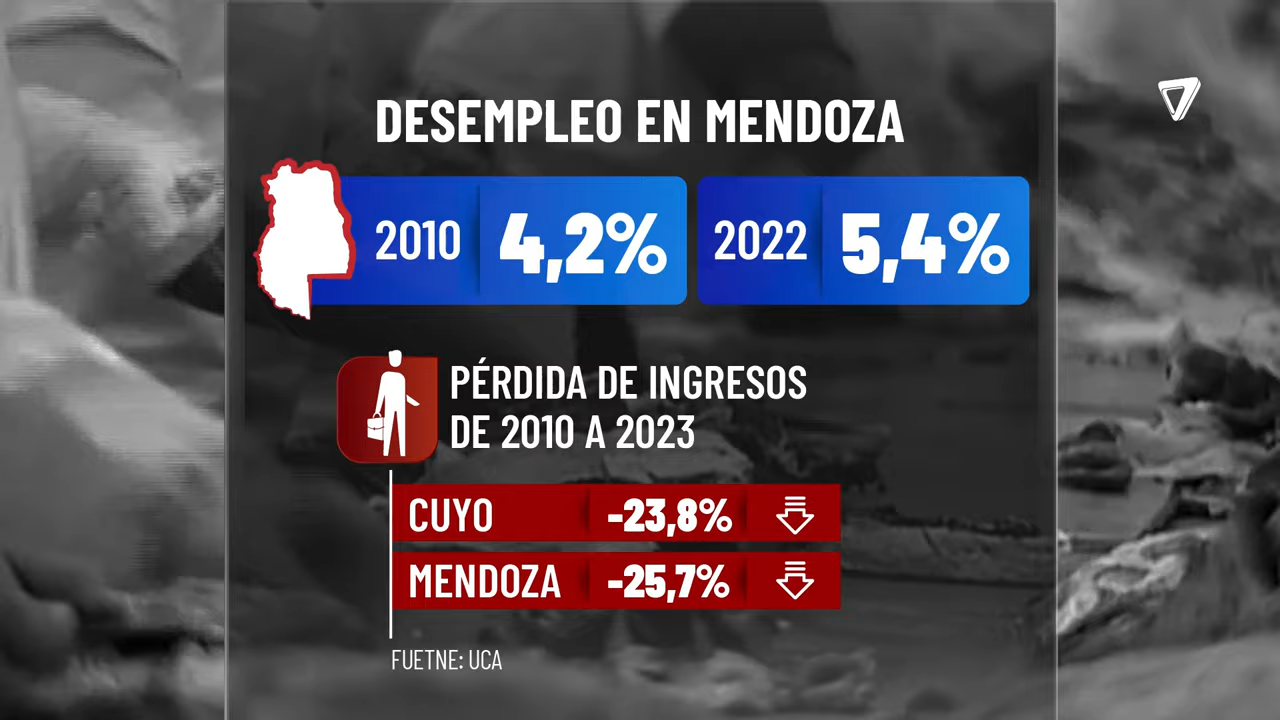 DESEMPLEO EN MENDOZA
2010 4,2% 2022 5,4%
PÉRDIDA DE INGRESOS
DE 2010 A 2023
CUYO -23,8%
MENDOZA -25,7%
FUETNE: UCA